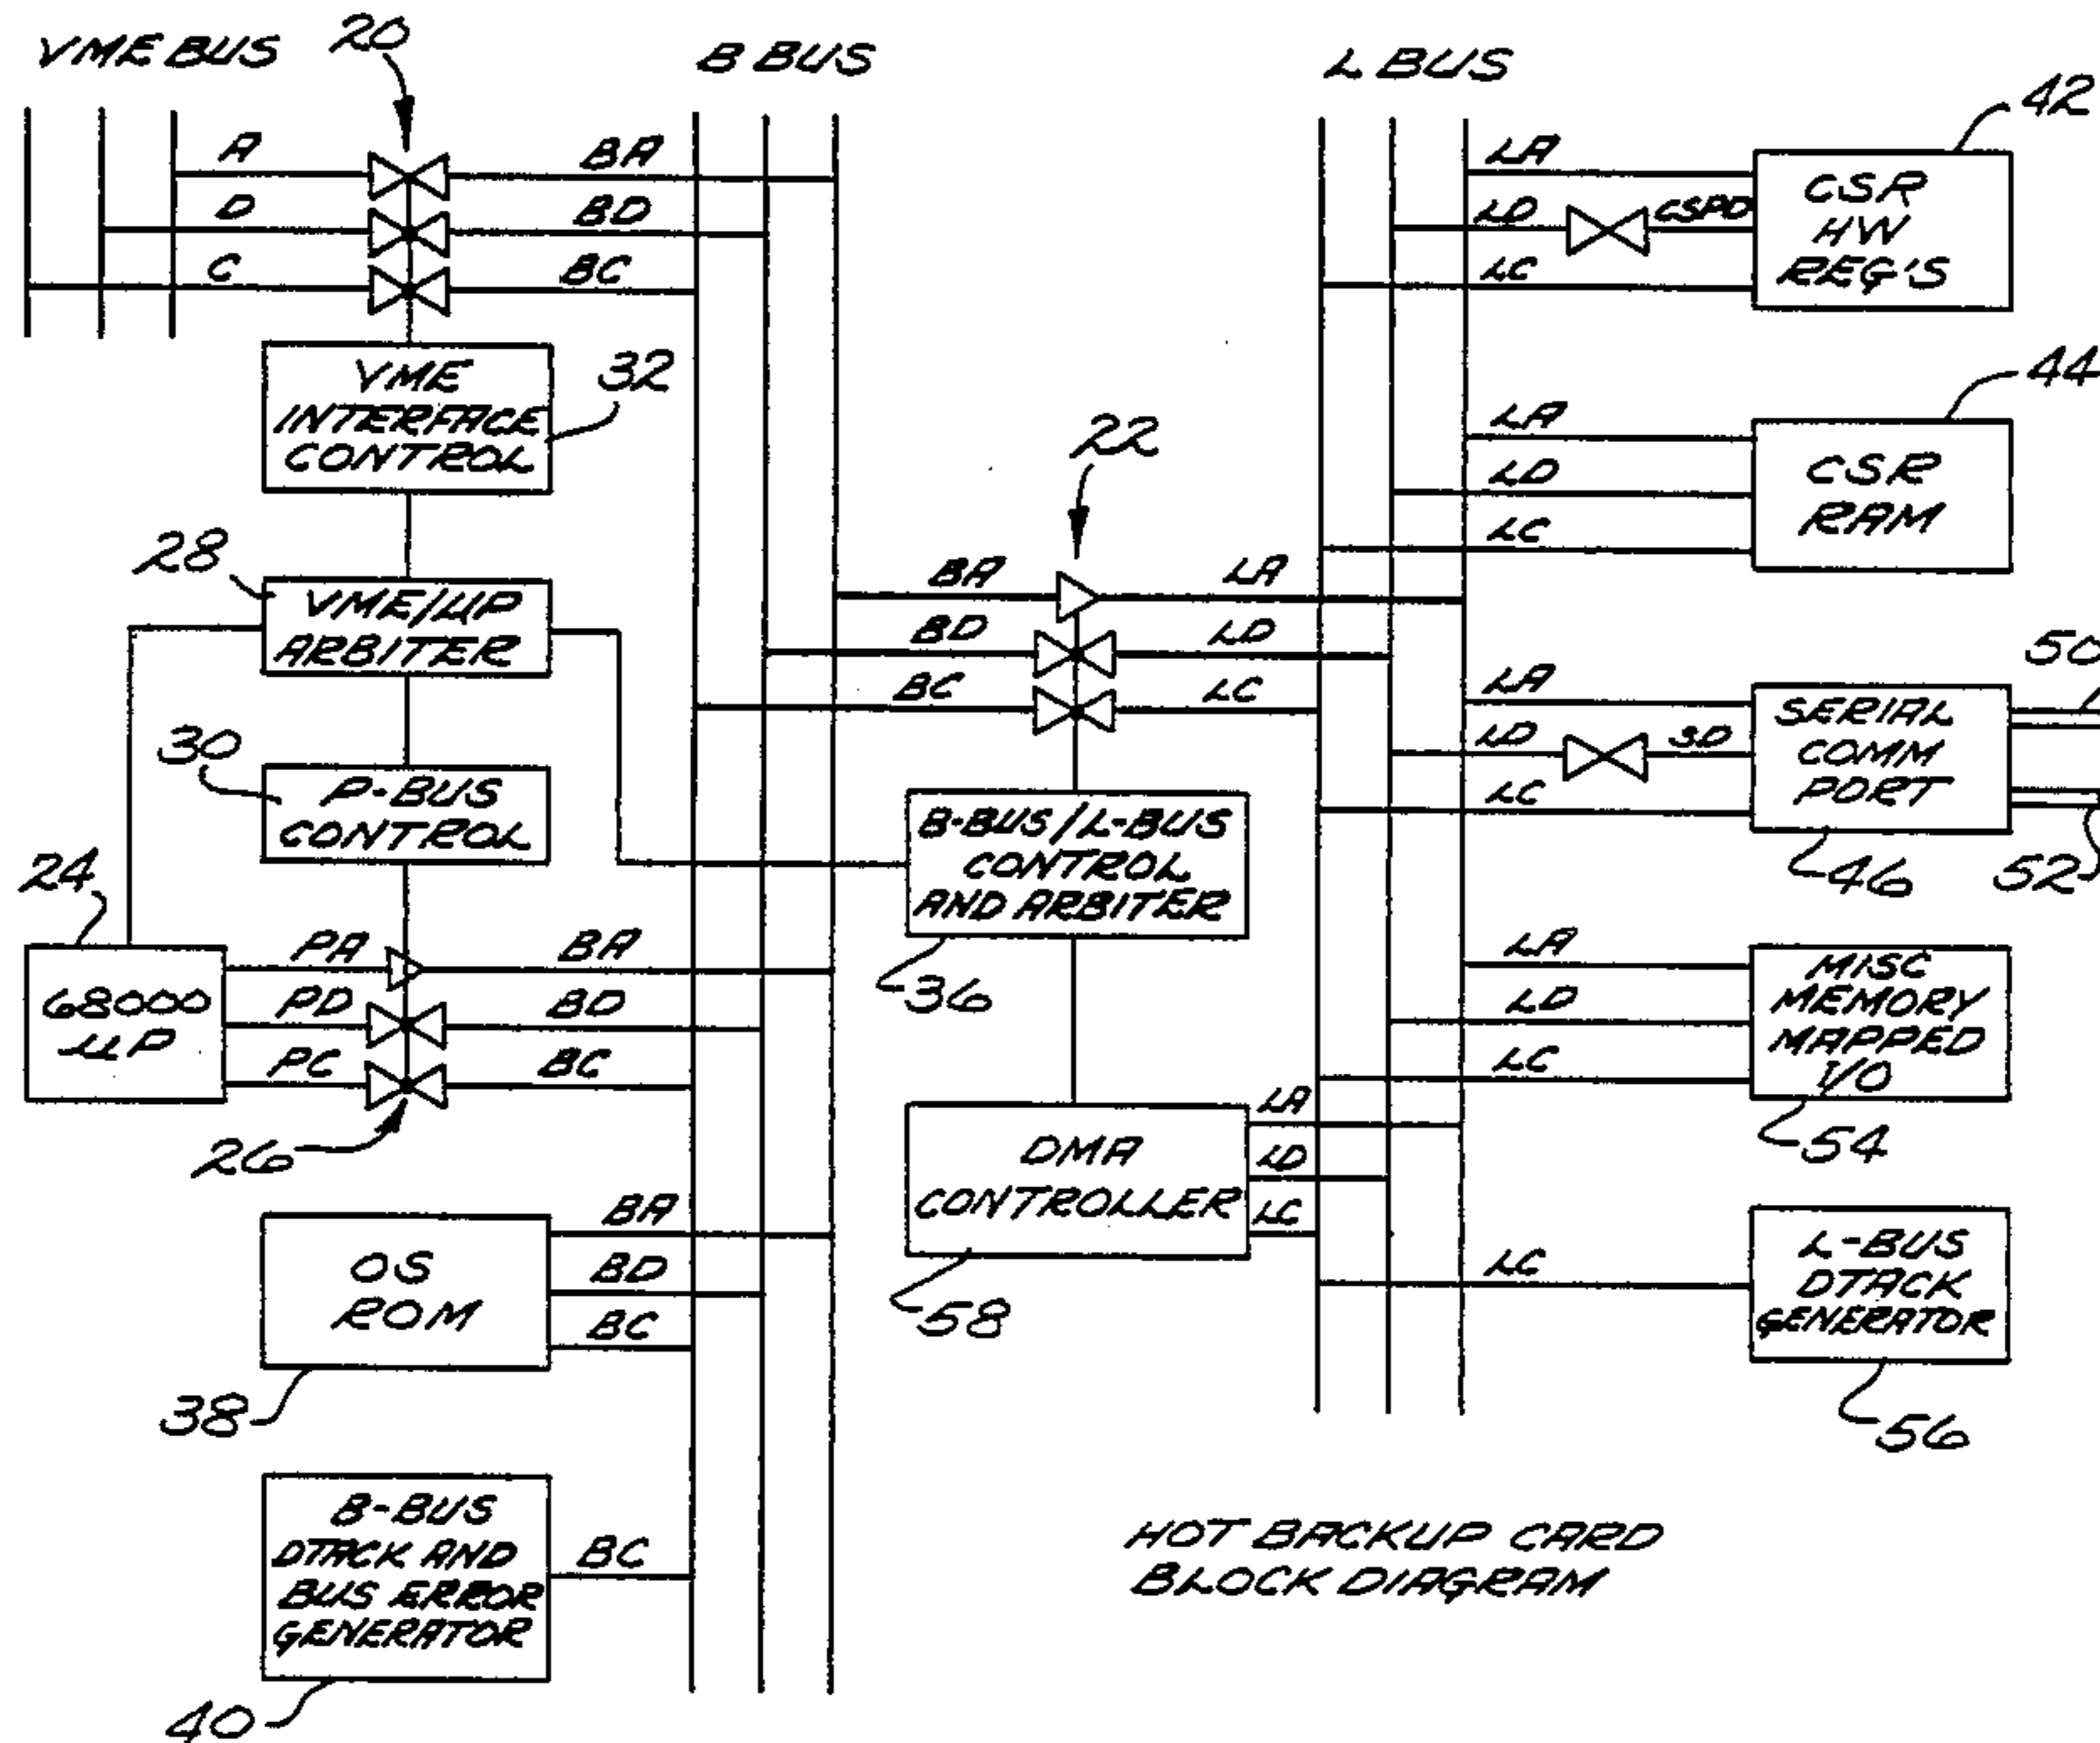 VME BUS
20
B BUS
L BUS
42
A
BA
D
BD
C
BC
LA
LD
CSPD
LC
CSR
HW
REG'S
VME
INTERFACE
CONTROL
32
44
LA
LD
LC
CSR
RAM
22
28
VME/μP
ARBITER
BA
LA
BD
LD
BC
LC
50
LA
LD
SD
LC
SERIAL
COMM
PORT
46
52
30
P-BUS
CONTROL
B-BUS/L-BUS
CONTROL
AND ARBITER
36
24
68000
μP
PA
BA
PD
BD
PC
BC
26
LA
LD
LC
MISC
MEMORY
MAPPED
I/O
54
DMA
CONTROLLER
LA
LD
LC
58
OS
ROM
BA
BD
BC
38
LC
L-BUS
DTACK
GENERATOR
56
B-BUS
DTACK AND
BUS ERROR
GENERATOR
BC
40
HOT BACKUP CARD
BLOCK DIAGRAM